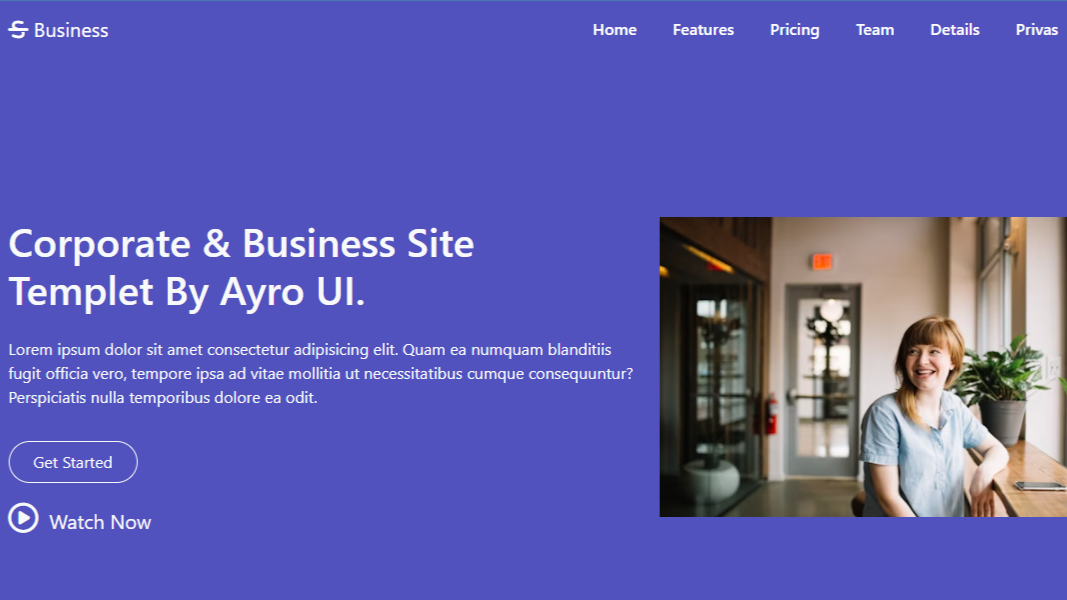 Business
Home Features Pricing Team Details Privas
Corporate & Business Site
Templet By Ayro UI.
Lorem ipsum dolor sit amet consectetur adipisicing elit. Quam ea numquam blanditiis
fugit officia vero, tempore ipsa ad vitae mollitia ut necessitatibus cumque consequuntur?
Perspiciatis nulla temporibus dolore ea odit.
Get Started
Watch Now